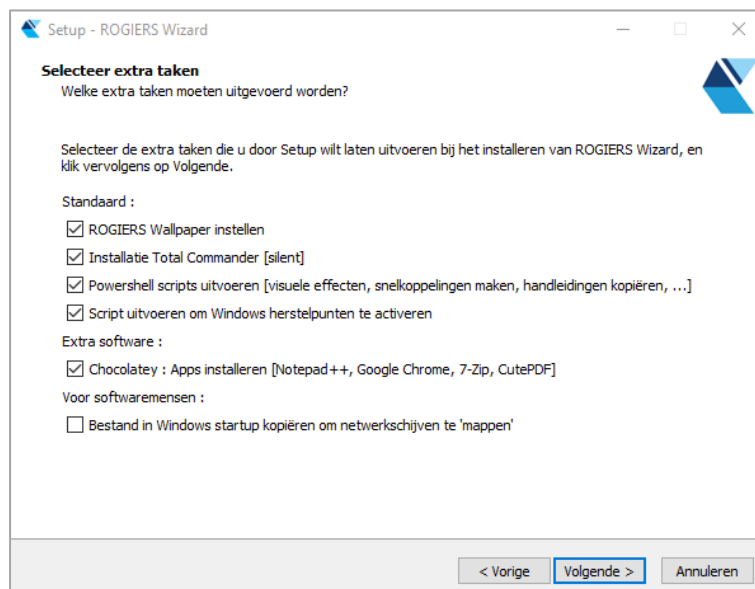 Setup - ROGIERS Wizard
Selecteer extra taken
Welke extra taken moeten uitgevoerd worden?
Selecteer de extra taken die u door Setup wilt laten uitvoeren bij het installeren van ROGIERS Wizard, en
klik vervolgens op Volgende.
Standaard :
ROGIERS Wallpaper instellen
Installatie Total Commander [silent]
Powershell scripts uitvoeren [visuele effecten, snelkoppelingen maken, handleidingen kopiëren, ...]
Script uitvoeren om Windows herstelpunten te activeren
Extra software :
Chocolatey : Apps installeren [Notepad++, Google Chrome, 7-Zip, CutePDF]
Voor softwaremensen :
Bestand in Windows startup kopiëren om netwerkschijven te 'mappen'
< Vorige Volgende > Annuleren